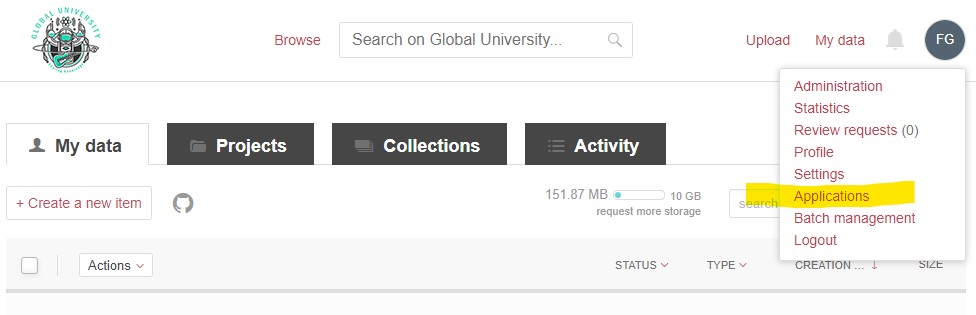 GLOBAL UNIVERSITY
Browse
Search on Global University...
Upload
My data
FG
Administration
Statistics
Review requests (0)
Profile
Settings
Applications
Batch management
Logout
My data
Projects
Collections
Activity
+ Create a new item
151.87 MB
10 GB
request more storage
search
Actions
STATUS
TYPE
CREATION ...
SIZE